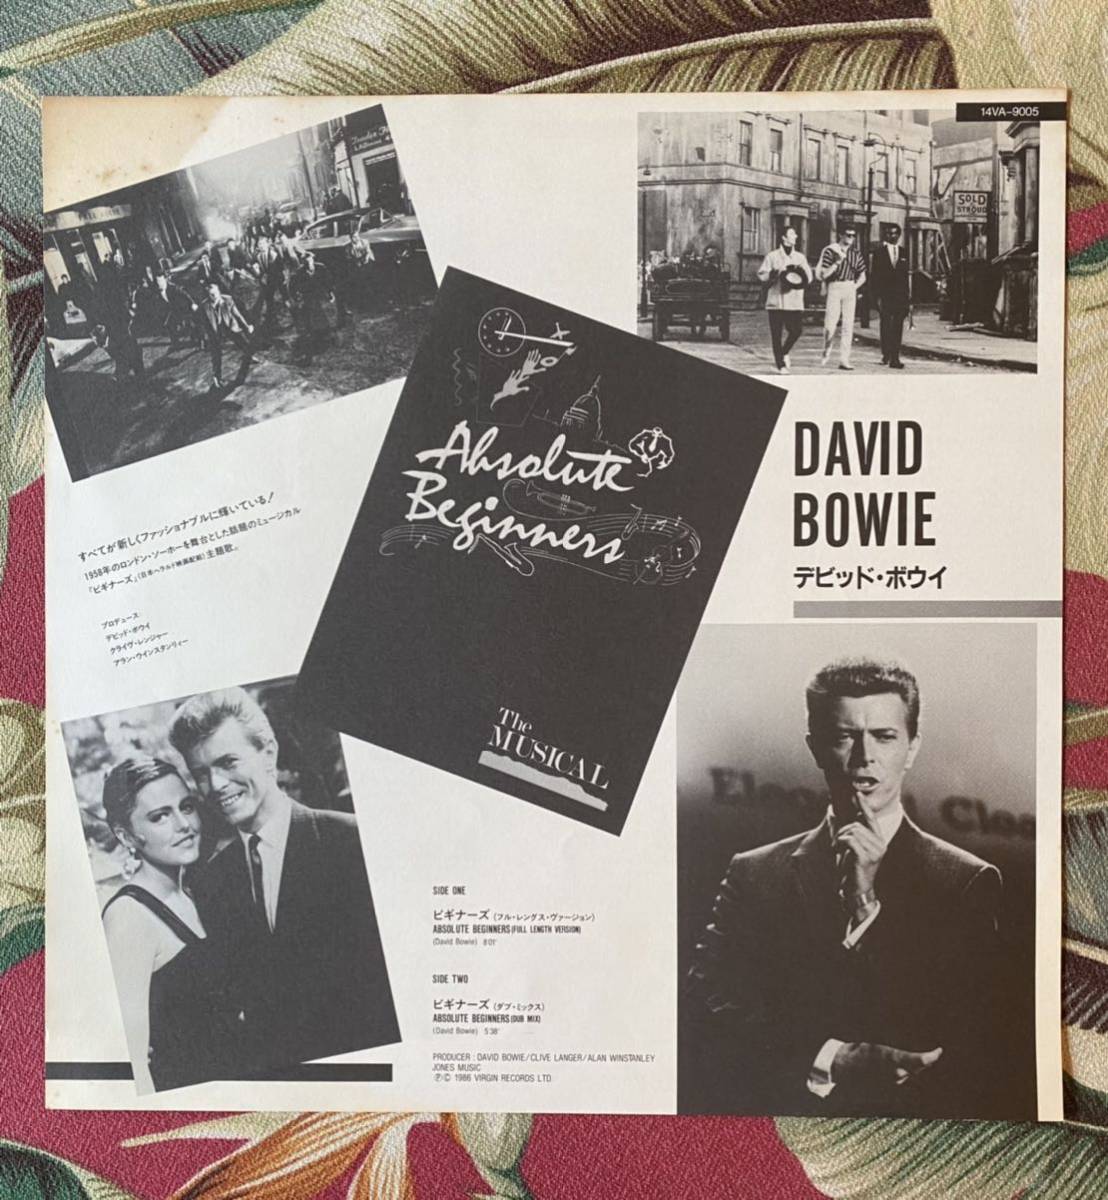 14VA-9005
SOLD
STROUD
Absolute
Beginners
DAVID
BOWIE
デビッド・ボウイ
すべてが新しくファッショナブルに輝いている!
1958年のロンドン・ソーホーを舞台とした話題のミュージカル
「ビギナーズ」(日本ヘラルド映画配給)主題歌。
プロデュース:
デビッド・ボウイ
クライヴ・レンジャー
アラン・ウインスタンリィー
The
MUSICAL
SIDE ONE
ビギナーズ (フル・レングス・ヴァージョン)
ABSOLUTE BEGINNERS (FULL LENGTH VERSION)
(David Bowie) 8'01"
SIDE TWO
ビギナーズ (ダブ・ミックス)
ABSOLUTE BEGINNERS (DUB MIX)
(David Bowie) 5'38"
PRODUCER : DAVID BOWIE/CLIVE LANGER/ALAN WINSTANLEY
JONES MUSIC
Ⓟ© 1986 VIRGIN RECORDS LTD.